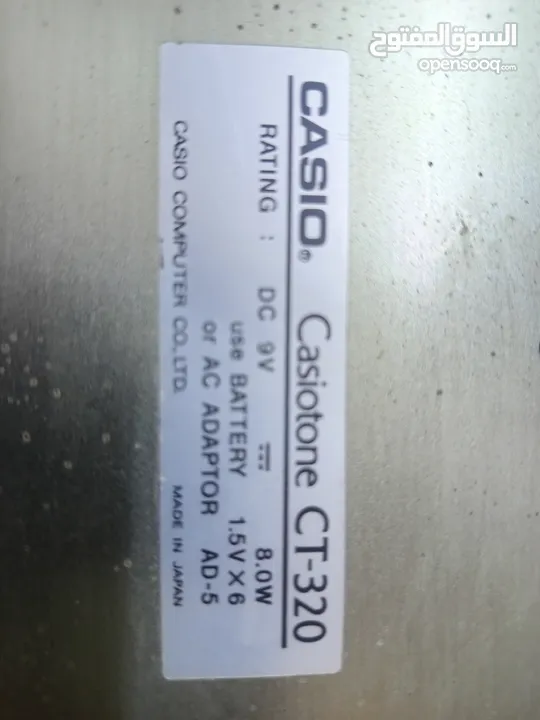 السوق المفتوح
opensooq.com
CASIO® Casiotone CT-320
RATING : DC 9V ⎓ 8.0W
use BATTERY 1.5V X 6
or AC ADAPTOR AD-5
CASIO COMPUTER CO., LTD. MADE IN JAPAN